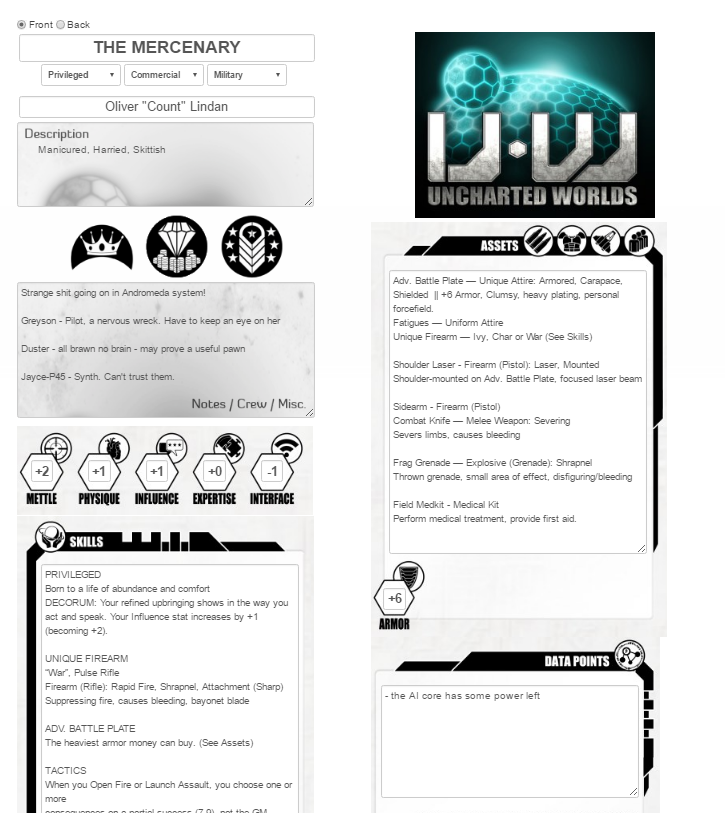 Front Back
THE MERCENARY
Privileged Commercial Military
Oliver "Count" Lindan
Description
Manicured, Harried, Skittish
Strange shit going on in Andromeda system!
Greyson - Pilot, a nervous wreck. Have to keep an eye on her
Duster - all brawn no brain - may prove a useful pawn
Jayce-P45 - Synth. Can't trust them.
Notes / Crew / Misc.
+2 +1 +1 +0 -1
METTLE PHYSIQUE INFLUENCE EXPERTISE INTERFACE
SKILLS
PRIVILEGED
Born to a life of abundance and comfort
DECORUM: Your refined upbringing shows in the way you
act and speak. Your Influence stat increases by +1
(becoming +2).
UNIQUE FIREARM
“War”, Pulse Rifle
Firearm (Rifle): Rapid Fire, Shrapnel, Attachment (Sharp)
Suppressing fire, causes bleeding, bayonet blade
ADV. BATTLE PLATE
The heaviest armor money can buy. (See Assets)
TACTICS
When you Open Fire or Launch Assault, you choose one or
more
consequences on a partial success (7-9), not the GM.
U·W
UNCHARTED WORLDS
ASSETS
Adv. Battle Plate — Unique Attire: Armored, Carapace,
Shielded || +6 Armor, Clumsy, heavy plating, personal
forcefield.
Fatigues — Uniform Attire
Unique Firearm — Ivy, Char or War (See Skills)
Shoulder Laser - Firearm (Pistol): Laser, Mounted
Shoulder-mounted on Adv. Battle Plate, focused laser beam
Sidearm - Firearm (Pistol)
Combat Knife — Melee Weapon: Severing
Severs limbs, causes bleeding
Frag Grenade — Explosive (Grenade): Shrapnel
Thrown grenade, small area of effect, disfiguring/bleeding
Field Medkit - Medical Kit
Perform medical treatment, provide first aid.
+6
ARMOR
DATA POINTS
- the AI core has some power left